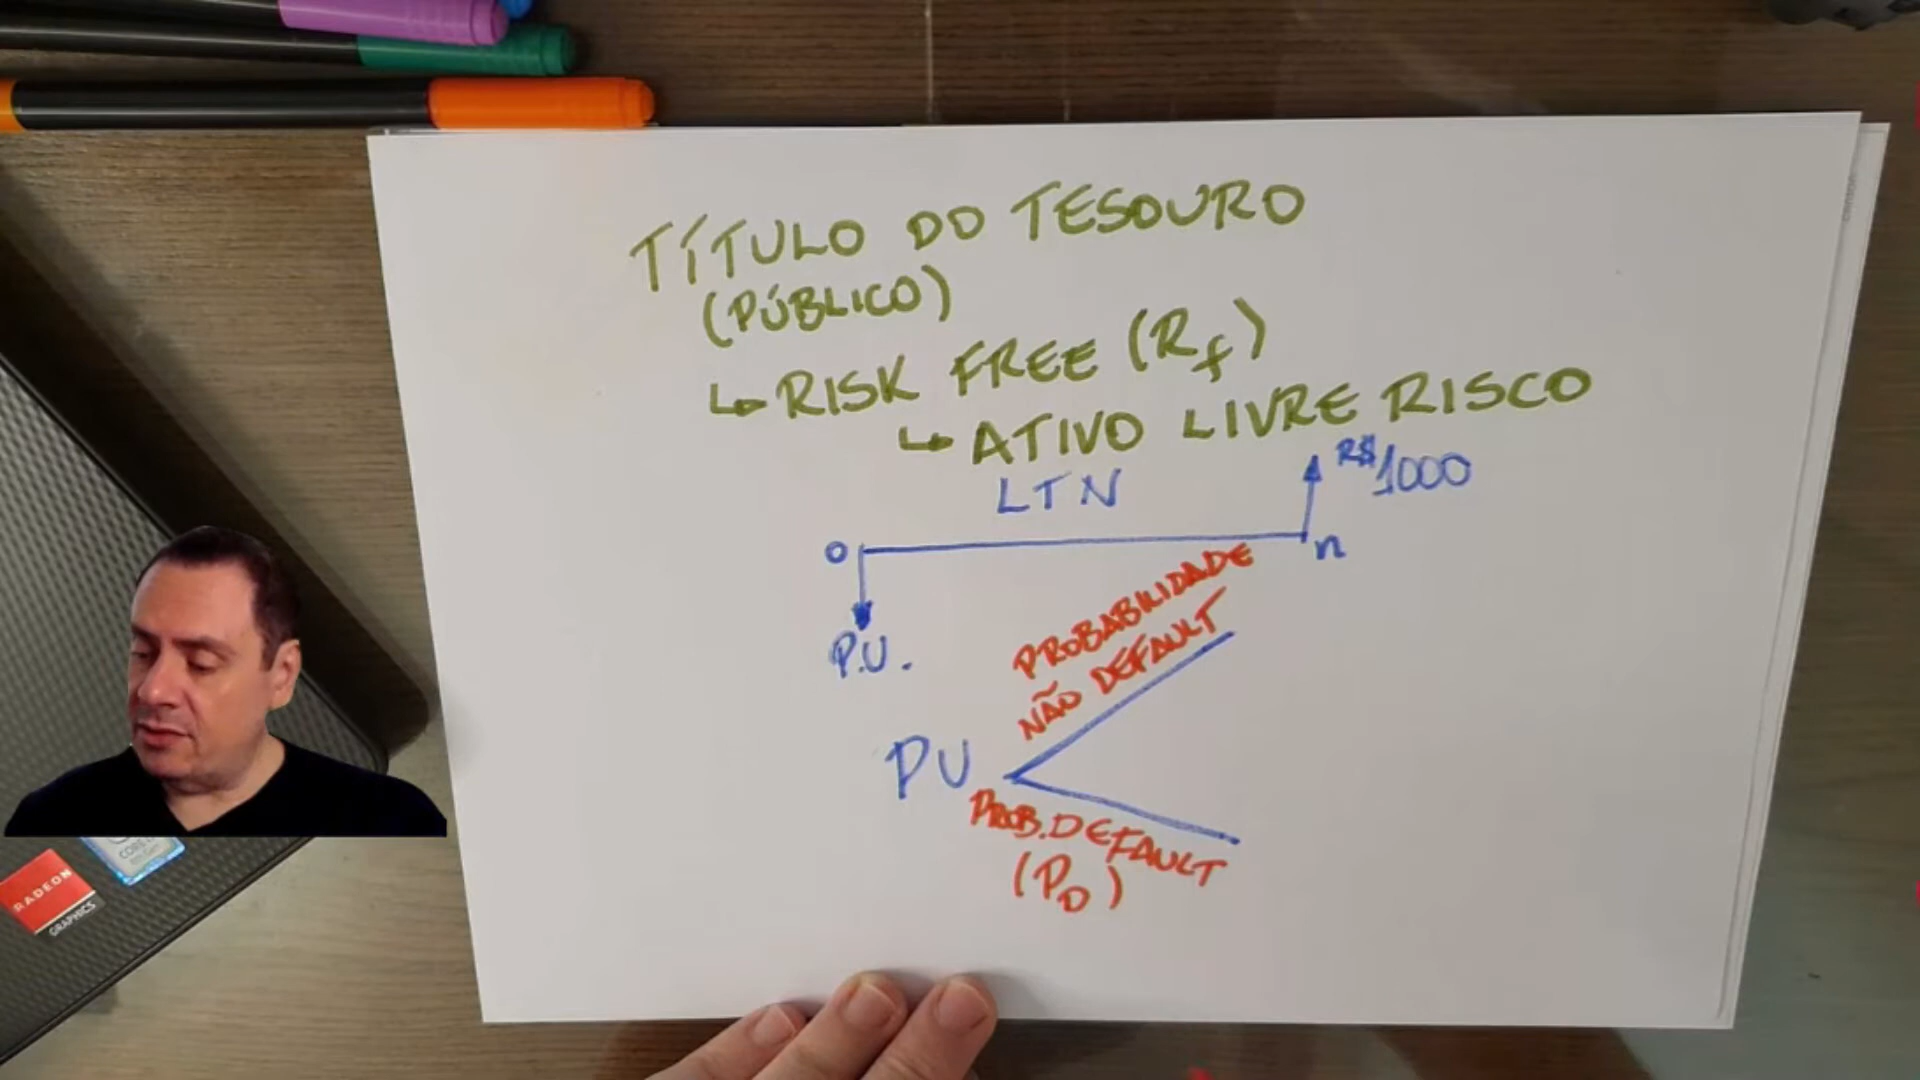 TÍTULO DO TESOURO
(PÚBLICO)
↳ RISK FREE (Rf)
↳ ATIVO LIVRE RISCO
LTN
R$ 1000
0
n
P.U.
PROBABILIDADE
NÃO DEFAULT
PU
PROB. DEFAULT
(PD)
RADEON
GRAPHICS
CORE